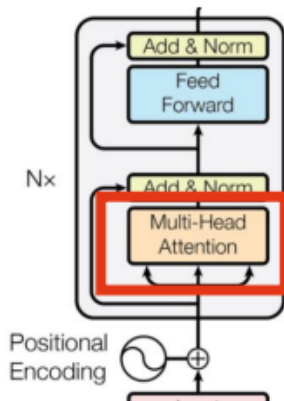 Add & Norm
Feed
Forward
Nx
Add & Norm
Multi-Head
Attention
Positional
Encoding